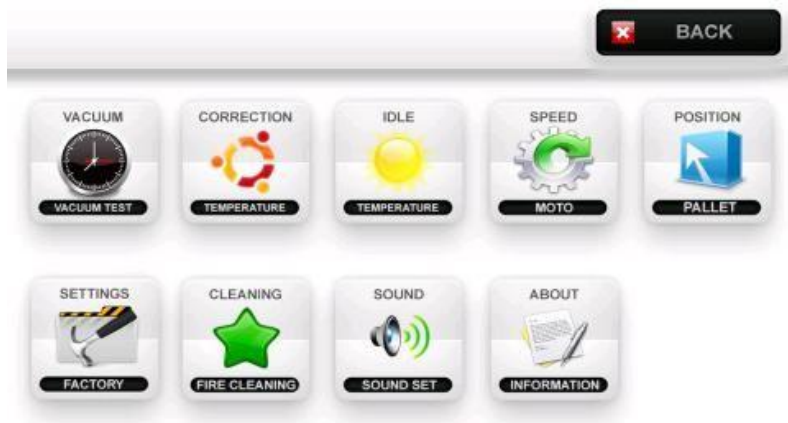 BACK
VACUUM
VACUUM TEST
CORRECTION
TEMPERATURE
IDLE
TEMPERATURE
SPEED
MOTO
POSITION
PALLET
SETTINGS
FACTORY
CLEANING
FIRE CLEANING
SOUND
SOUND SET
ABOUT
INFORMATION